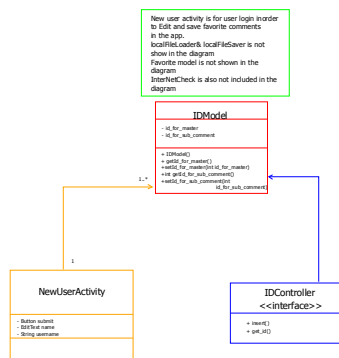 New user activity is for user login inorder
to Edit and save favorite comments
in the app.
localFileLoader& localFileSaver is not
show in the diagram
Favorite model is not shown in the
diagram
InterNetCheck is also not included in the
diagram
IDModel
- id_for_master
- id_for_sub_comment
+ IDModel()
+ getId_for_master()
+setId_for_master(int id_for_master)
+int getId_for_sub_comment()
+setId_for_sub_comment(int
id_for_sub_comment)
1..*
1
NewUserActivity
- Button submit
- EditText name
- String username
IDController
<<interface>>
+ insert()
+ get_id()